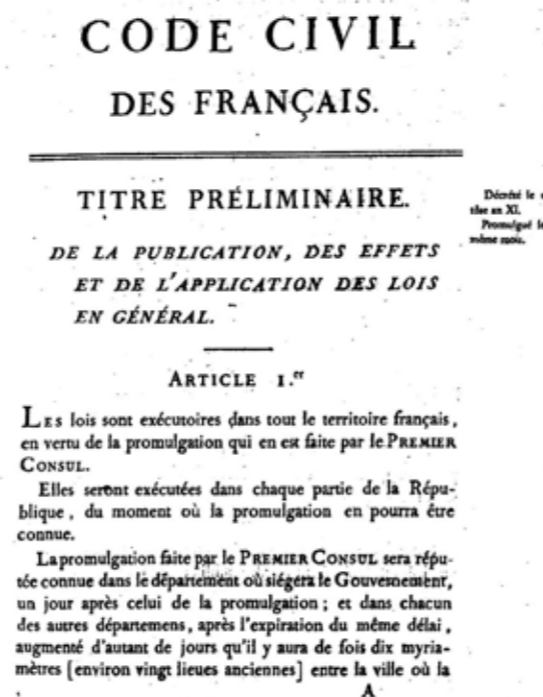 CODE CIVIL
DES FRANÇAIS.
TITRE PRÉLIMINAIRE.
DE LA PUBLICATION, DES EFFETS
ET DE L'APPLICATION DES LOIS
EN GÉNÉRAL.
ARTICLE 1.er
LES lois sont exécutoires dans tout le territoire français,
en vertu de la promulgation qui en est faite par le PREMIER
CONSUL.
Elles seront exécutées dans chaque partie de la Répu-
blique, du moment où la promulgation en pourra être
connue.
La promulgation faite par le PREMIER CONSUL sera répu-
tée connue dans le département où siégera le Gouvernement,
un jour après celui de la promulgation ; et dans chacun
des autres départemens, après l'expiration du même délai,
augmenté d'autant de jours qu'il y aura de fois dix myria-
mètres [environ vingt lieues anciennes] entre la ville où la
A
Décrété le
an XI.
Promulgué le
même mois.